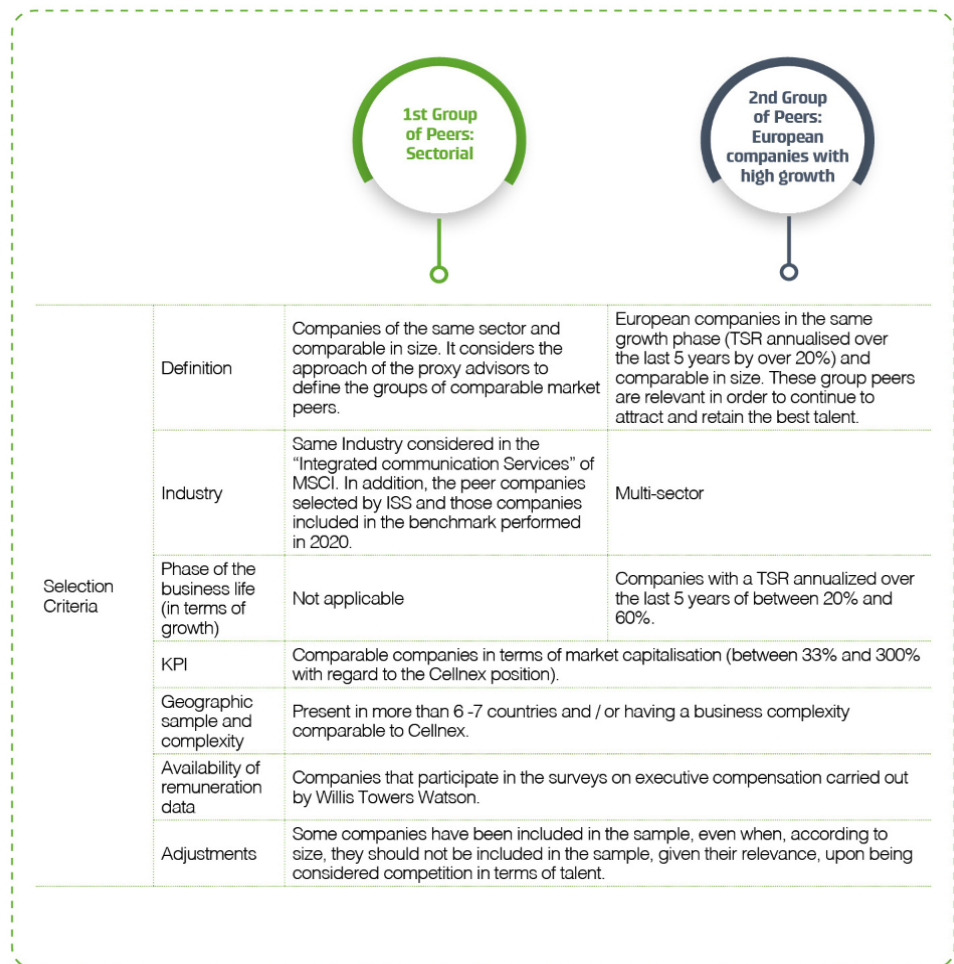 1st Group
of Peers:
Sectorial
2nd Group
of Peers:
European
companies with
high growth
Selection
Criteria
Definition
Companies of the same sector and
comparable in size. It considers the
approach of the proxy advisors to
define the groups of comparable market
peers.
European companies in the same
growth phase (TSR annualised over
the last 5 years by over 20%) and
comparable in size. These group peers
are relevant in order to continue to
attract and retain the best talent.
Industry
Same Industry considered in the
“Integrated communication Services” of
MSCI. In addition, the peer companies
selected by ISS and those companies
included in the benchmark performed
in 2020.
Multi-sector
Phase of the
business life
(in terms of
growth)
Not applicable
Companies with a TSR annualized over
the last 5 years of between 20% and
60%.
KPI
Comparable companies in terms of market capitalisation (between 33% and 300%
with regard to the Cellnex position).
Geographic
sample and
complexity
Present in more than 6 -7 countries and / or having a business complexity
comparable to Cellnex.
Availability of
remuneration
data
Companies that participate in the surveys on executive compensation carried out
by Willis Towers Watson.
Adjustments
Some companies have been included in the sample, even when, according to
size, they should not be included in the sample, given their relevance, upon being
considered competition in terms of talent.